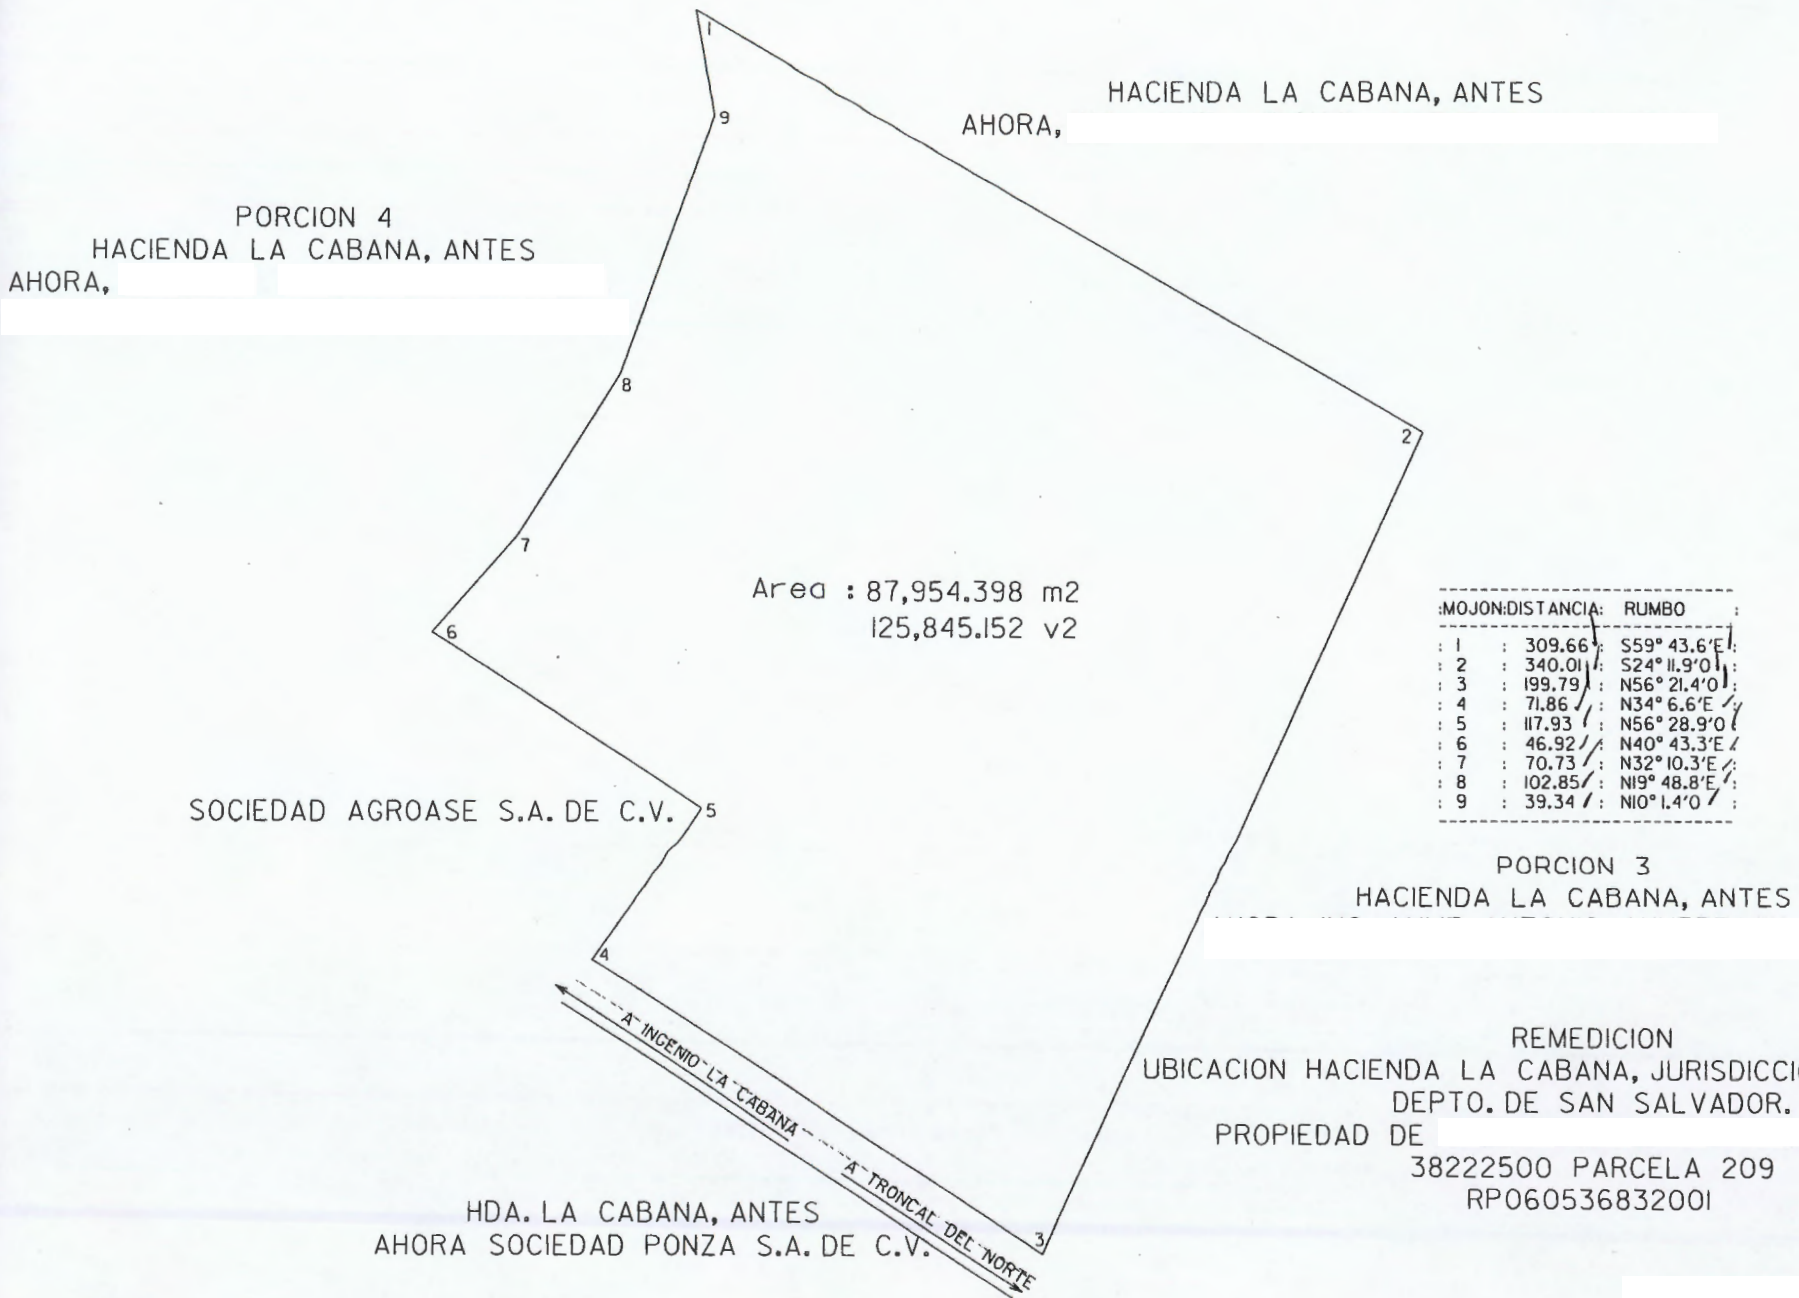 1
HACIENDA LA CABANA, ANTES
AHORA,
9
PORCION 4
HACIENDA LA CABANA, ANTES
AHORA,
8
2
7
Area : 87,954.398 m2
125,845.152 v2
6
:MOJON:DISTANCIA: RUMBO :
: 1 : 309.66 : S59° 43.6'E :
: 2 : 340.01 : S24° 11.9'O :
: 3 : 199.79 : N56° 21.4'O :
: 4 : 71.86 : N34° 6.6'E :
: 5 : 117.93 : N56° 28.9'O
: 6 : 46.92 : N40° 43.3'E
: 7 : 70.73 : N32° 10.3'E :
: 8 : 102.85 : N19° 48.8'E :
: 9 : 39.34 : N10° 1.4'O :
SOCIEDAD AGROASE S.A. DE C.V.
5
PORCION 3
HACIENDA LA CABANA, ANTES
4
A INGENIO LA CABANA
A TRONCAL DEL NORTE
3
REMEDICION
UBICACION HACIENDA LA CABANA,
DEPTO. DE SAN SALVADOR.
PROPIEDAD DE
38222500 PARCELA 209
RP060536832001
HDA. LA CABANA, ANTES
AHORA SOCIEDAD PONZA S.A. DE C.V.